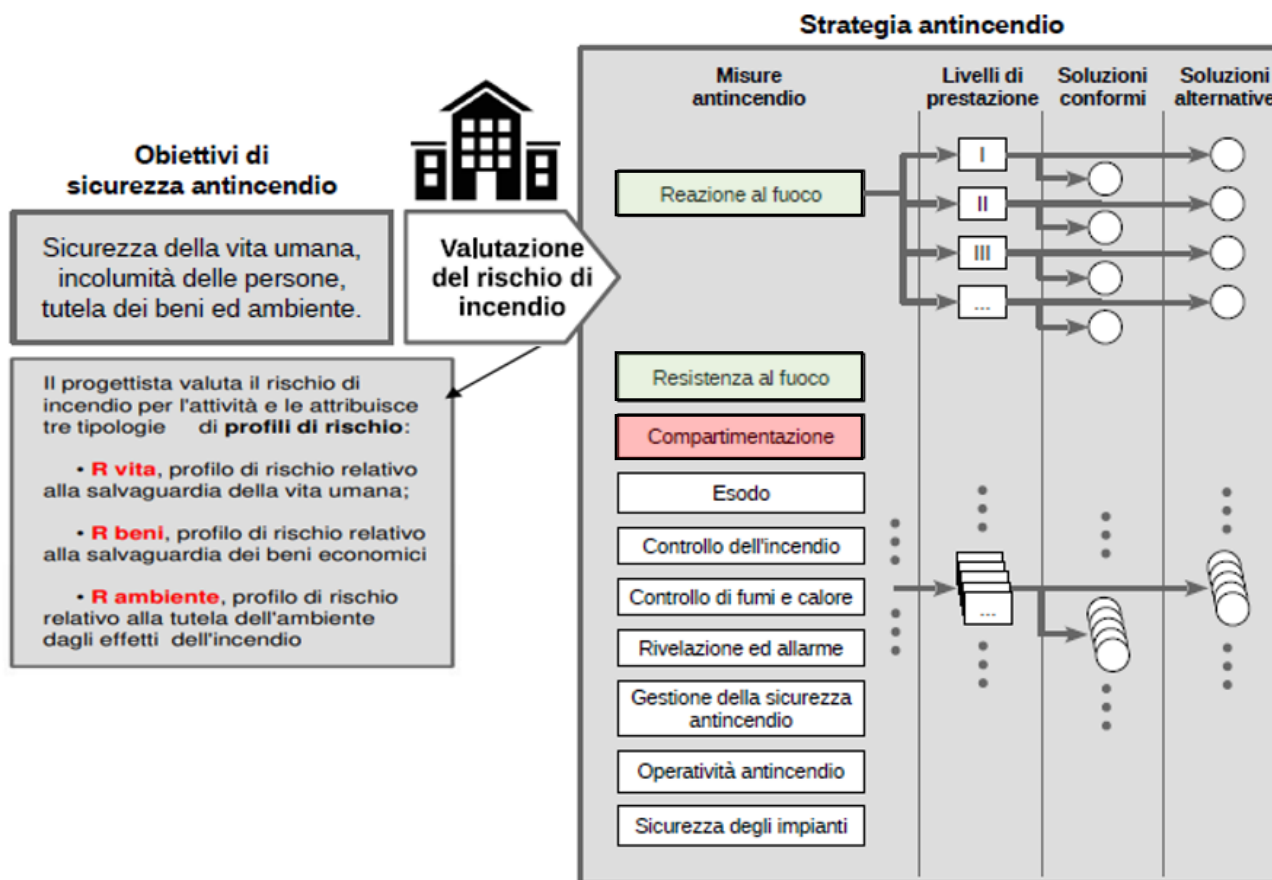 Strategia antincendio
Obiettivi di
sicurezza antincendio
Sicurezza della vita umana,
incolumità delle persone,
tutela dei beni ed ambiente.
Valutazione
del rischio di
incendio
Il progettista valuta il rischio di
incendio per l'attività e le attribuisce
tre tipologie di profili di rischio:
• R vita, profilo di rischio relativo
alla salvaguardia della vita umana;
• R beni, profilo di rischio relativo
alla salvaguardia dei beni economici
• R ambiente, profilo di rischio
relativo alla tutela dell'ambiente
dagli effetti dell'incendio
Misure
antincendio
Livelli di
prestazione
Soluzioni
conformi
Soluzioni
alternative
Reazione al fuoco
I
II
III
...
Resistenza al fuoco
Compartimentazione
Esodo
Controllo dell'incendio
Controllo di fumi e calore
...
Rivelazione ed allarme
Gestione della sicurezza
antincendio
Operatività antincendio
Sicurezza degli impianti